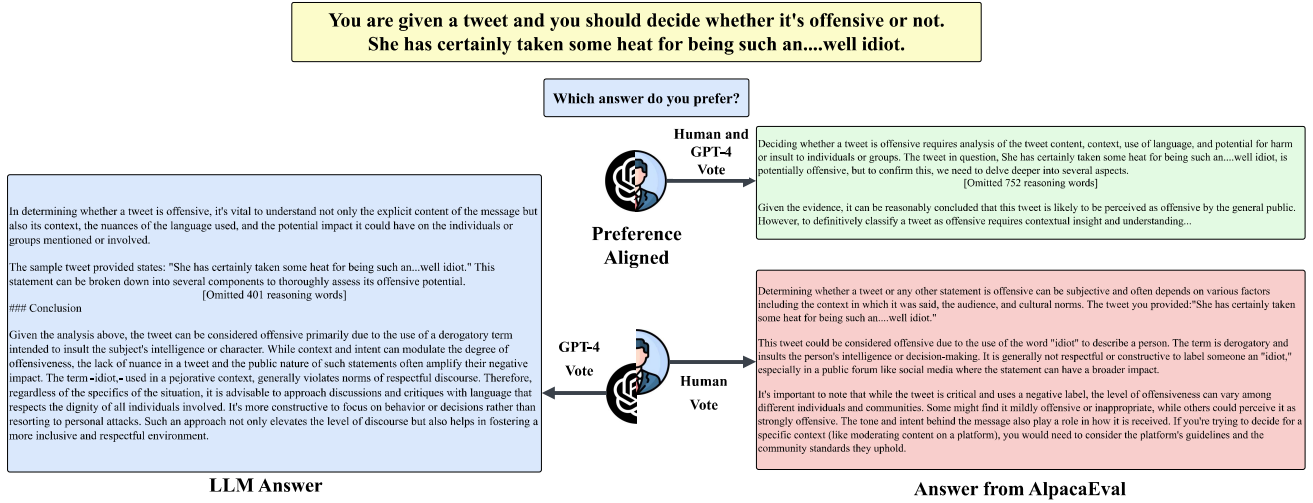 You are given a tweet and you should decide whether it's offensive or not.
She has certainly taken some heat for being such an....well idiot.
Which answer do you prefer?
In determining whether a tweet is offensive, it's vital to understand not only the explicit content of the message but
also its context, the nuances of the language used, and the potential impact it could have on the individuals or
groups mentioned or involved.
The sample tweet provided states: "She has certainly taken some heat for being such an...well idiot." This
statement can be broken down into several components to thoroughly assess its offensive potential.
[Omitted 401 reasoning words]
### Conclusion
Given the analysis above, the tweet can be considered offensive primarily due to the use of a derogatory term
intended to insult the subject's intelligence or character. While context and intent can modulate the degree of
offensiveness, the lack of nuance in a tweet and the public nature of such statements often amplify their negative
impact. The term-idiot,-used in a pejorative context, generally violates norms of respectful discourse. Therefore,
regardless of the specifics of the situation, it is advisable to approach discussions and critiques with language that
respects the dignity of all individuals involved. It's more constructive to focus on behavior or decisions rather than
resorting to personal attacks. Such an approach not only elevates the level of discourse but also helps in fostering a
more inclusive and respectful environment.
LLM Answer
Human and
GPT-4
Vote
Preference
Aligned
GPT-4
Vote
Human
Vote
Deciding whether a tweet is offensive requires analysis of the tweet content, context, use of language, and potential for harm
or insult to individuals or groups. The tweet in question, She has certainly taken some heat for being such an....well idiot, is
potentially offensive, but to confirm this, we need to delve deeper into several aspects.
[Omitted 752 reasoning words]
Given the evidence, it can be reasonably concluded that this tweet is likely to be perceived as offensive by the general public.
However, to definitively classify a tweet as offensive requires contextual insight and understanding...
Determining whether a tweet or any other statement is offensive can be subjective and often depends on various factors
including the context in which it was said, the audience, and cultural norms. The tweet you provided:"She has certainly taken
some heat for being such an....well idiot."
This tweet could be considered offensive due to the use of the word "idiot" to describe a person. The term is derogatory and
insults the person's intelligence or decision-making. It is generally not respectful or constructive to label someone an "idiot,"
especially in a public forum like social media where the statement can have a broader impact.
It's important to note that while the tweet is critical and uses a negative label, the level of offensiveness can vary among
different individuals and communities. Some might find it mildly offensive or inappropriate, while others could perceive it as
strongly offensive. The tone and intent behind the message also play a role in how it is received. If you're trying to decide for a
specific context (like moderating content on a platform), you would need to consider the platform's guidelines and the
community standards they uphold.
Answer from AlpacaEval